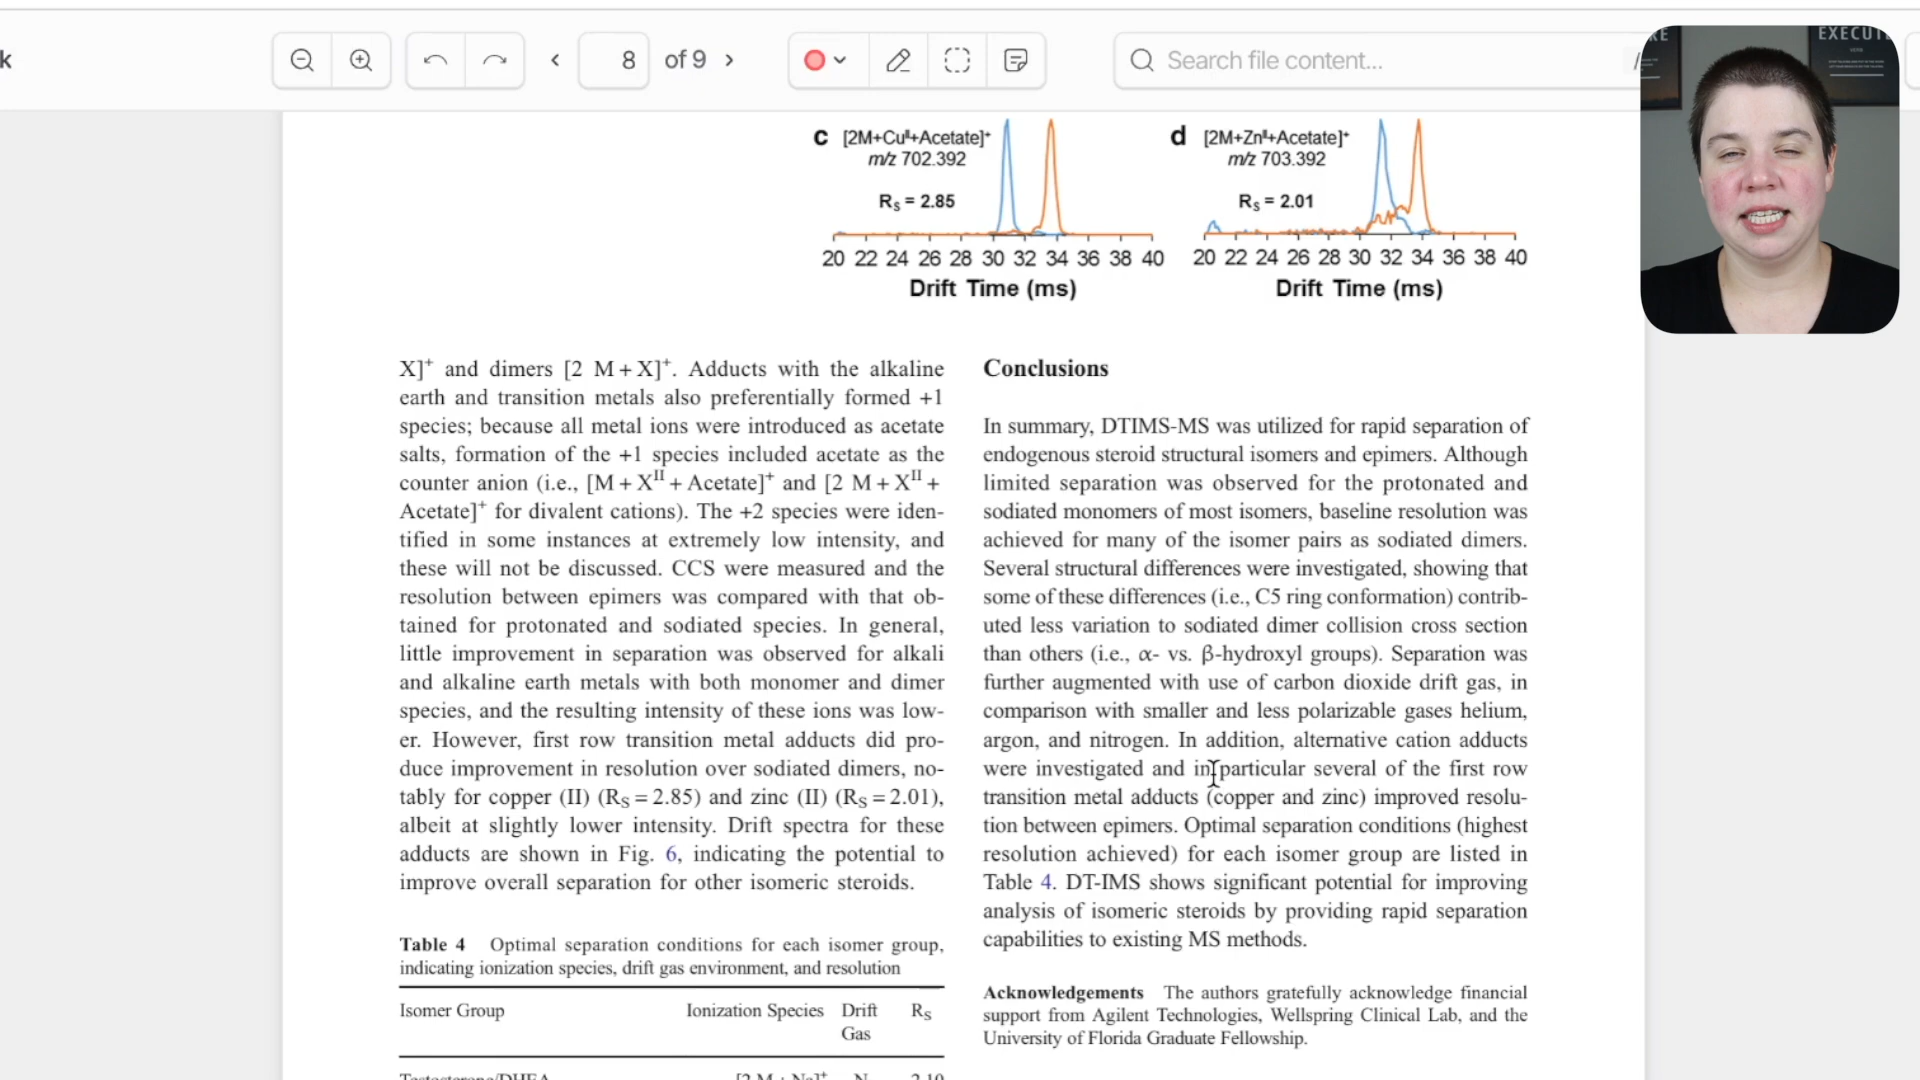 k
8 of 9
Search file content...
EXECUTE
c [2M+Cuᴵᴵ+Acetate]⁺
m/z 702.392
Rs = 2.85
20 22 24 26 28 30 32 34 36 38 40
Drift Time (ms)
d [2M+Znᴵᴵ+Acetate]⁺
m/z 703.392
Rs = 2.01
20 22 24 26 28 30 32 34 36 38 40
Drift Time (ms)
X]⁺ and dimers [2 M + X]⁺. Adducts with the alkaline
earth and transition metals also preferentially formed +1
species; because all metal ions were introduced as acetate
salts, formation of the +1 species included acetate as the
counter anion (i.e., [M + Xᴵᴵ + Acetate]⁺ and [2 M + Xᴵᴵ +
Acetate]⁺ for divalent cations). The +2 species were iden-
tified in some instances at extremely low intensity, and
these will not be discussed. CCS were measured and the
resolution between epimers was compared with that ob-
tained for protonated and sodiated species. In general,
little improvement in separation was observed for alkali
and alkaline earth metals with both monomer and dimer
species, and the resulting intensity of these ions was low-
er. However, first row transition metal adducts did pro-
duce improvement in resolution over sodiated dimers, no-
tably for copper (II) (Rs = 2.85) and zinc (II) (Rs = 2.01),
albeit at slightly lower intensity. Drift spectra for these
adducts are shown in Fig. 6, indicating the potential to
improve overall separation for other isomeric steroids.
Table 4 Optimal separation conditions for each isomer group,
indicating ionization species, drift gas environment, and resolution
Isomer Group Ionization Species Drift Gas Rs
Testosterone/DHEA [2 M + Na]⁺ N 2.10
Conclusions
In summary, DTIMS-MS was utilized for rapid separation of
endogenous steroid structural isomers and epimers. Although
limited separation was observed for the protonated and
sodiated monomers of most isomers, baseline resolution was
achieved for many of the isomer pairs as sodiated dimers.
Several structural differences were investigated, showing that
some of these differences (i.e., C5 ring conformation) contrib-
uted less variation to sodiated dimer collision cross section
than others (i.e., α- vs. β-hydroxyl groups). Separation was
further augmented with use of carbon dioxide drift gas, in
comparison with smaller and less polarizable gases helium,
argon, and nitrogen. In addition, alternative cation adducts
were investigated and in particular several of the first row
transition metal adducts (copper and zinc) improved resolu-
tion between epimers. Optimal separation conditions (highest
resolution achieved) for each isomer group are listed in
Table 4. DT-IMS shows significant potential for improving
analysis of isomeric steroids by providing rapid separation
capabilities to existing MS methods.
Acknowledgements The authors gratefully acknowledge financial
support from Agilent Technologies, Wellspring Clinical Lab, and the
University of Florida Graduate Fellowship.